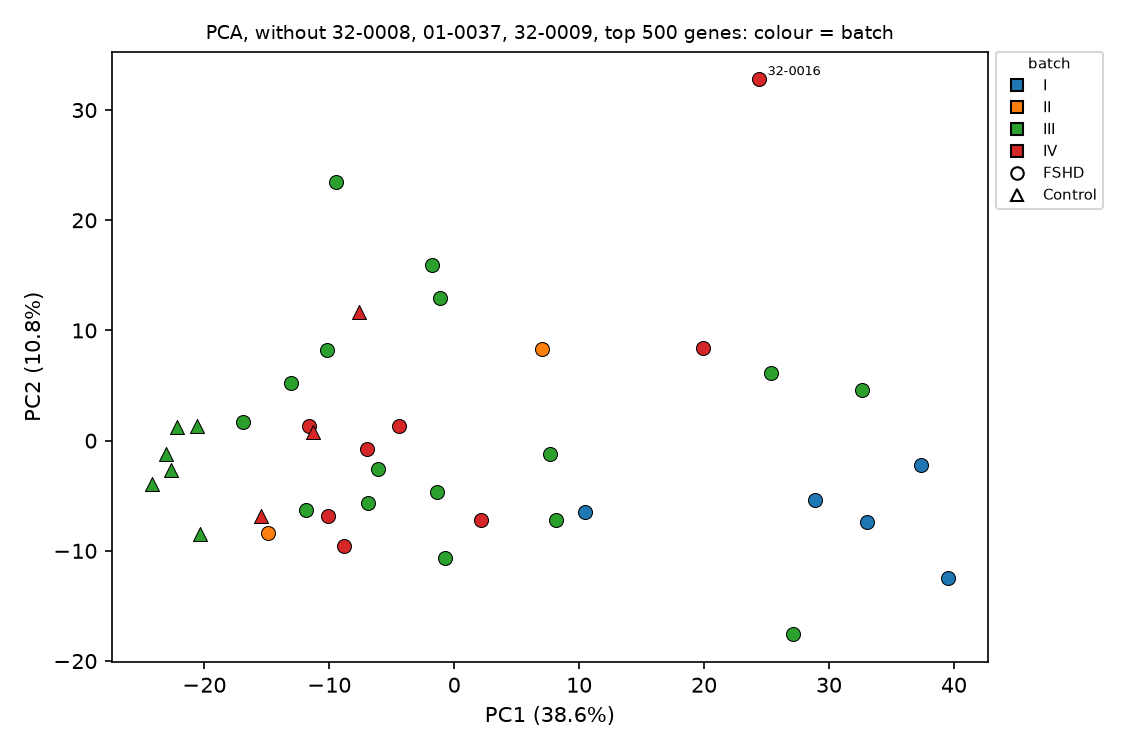 PCA, without 32-0008, 01-0037, 32-0009, top 500 genes: colour = batch
32-0016
batch
I
II
III
IV
FSHD
Control
PC2 (10.8%)
30
20
10
0
−10
−20
−20
−10
0
10
20
30
40
PC1 (38.6%)